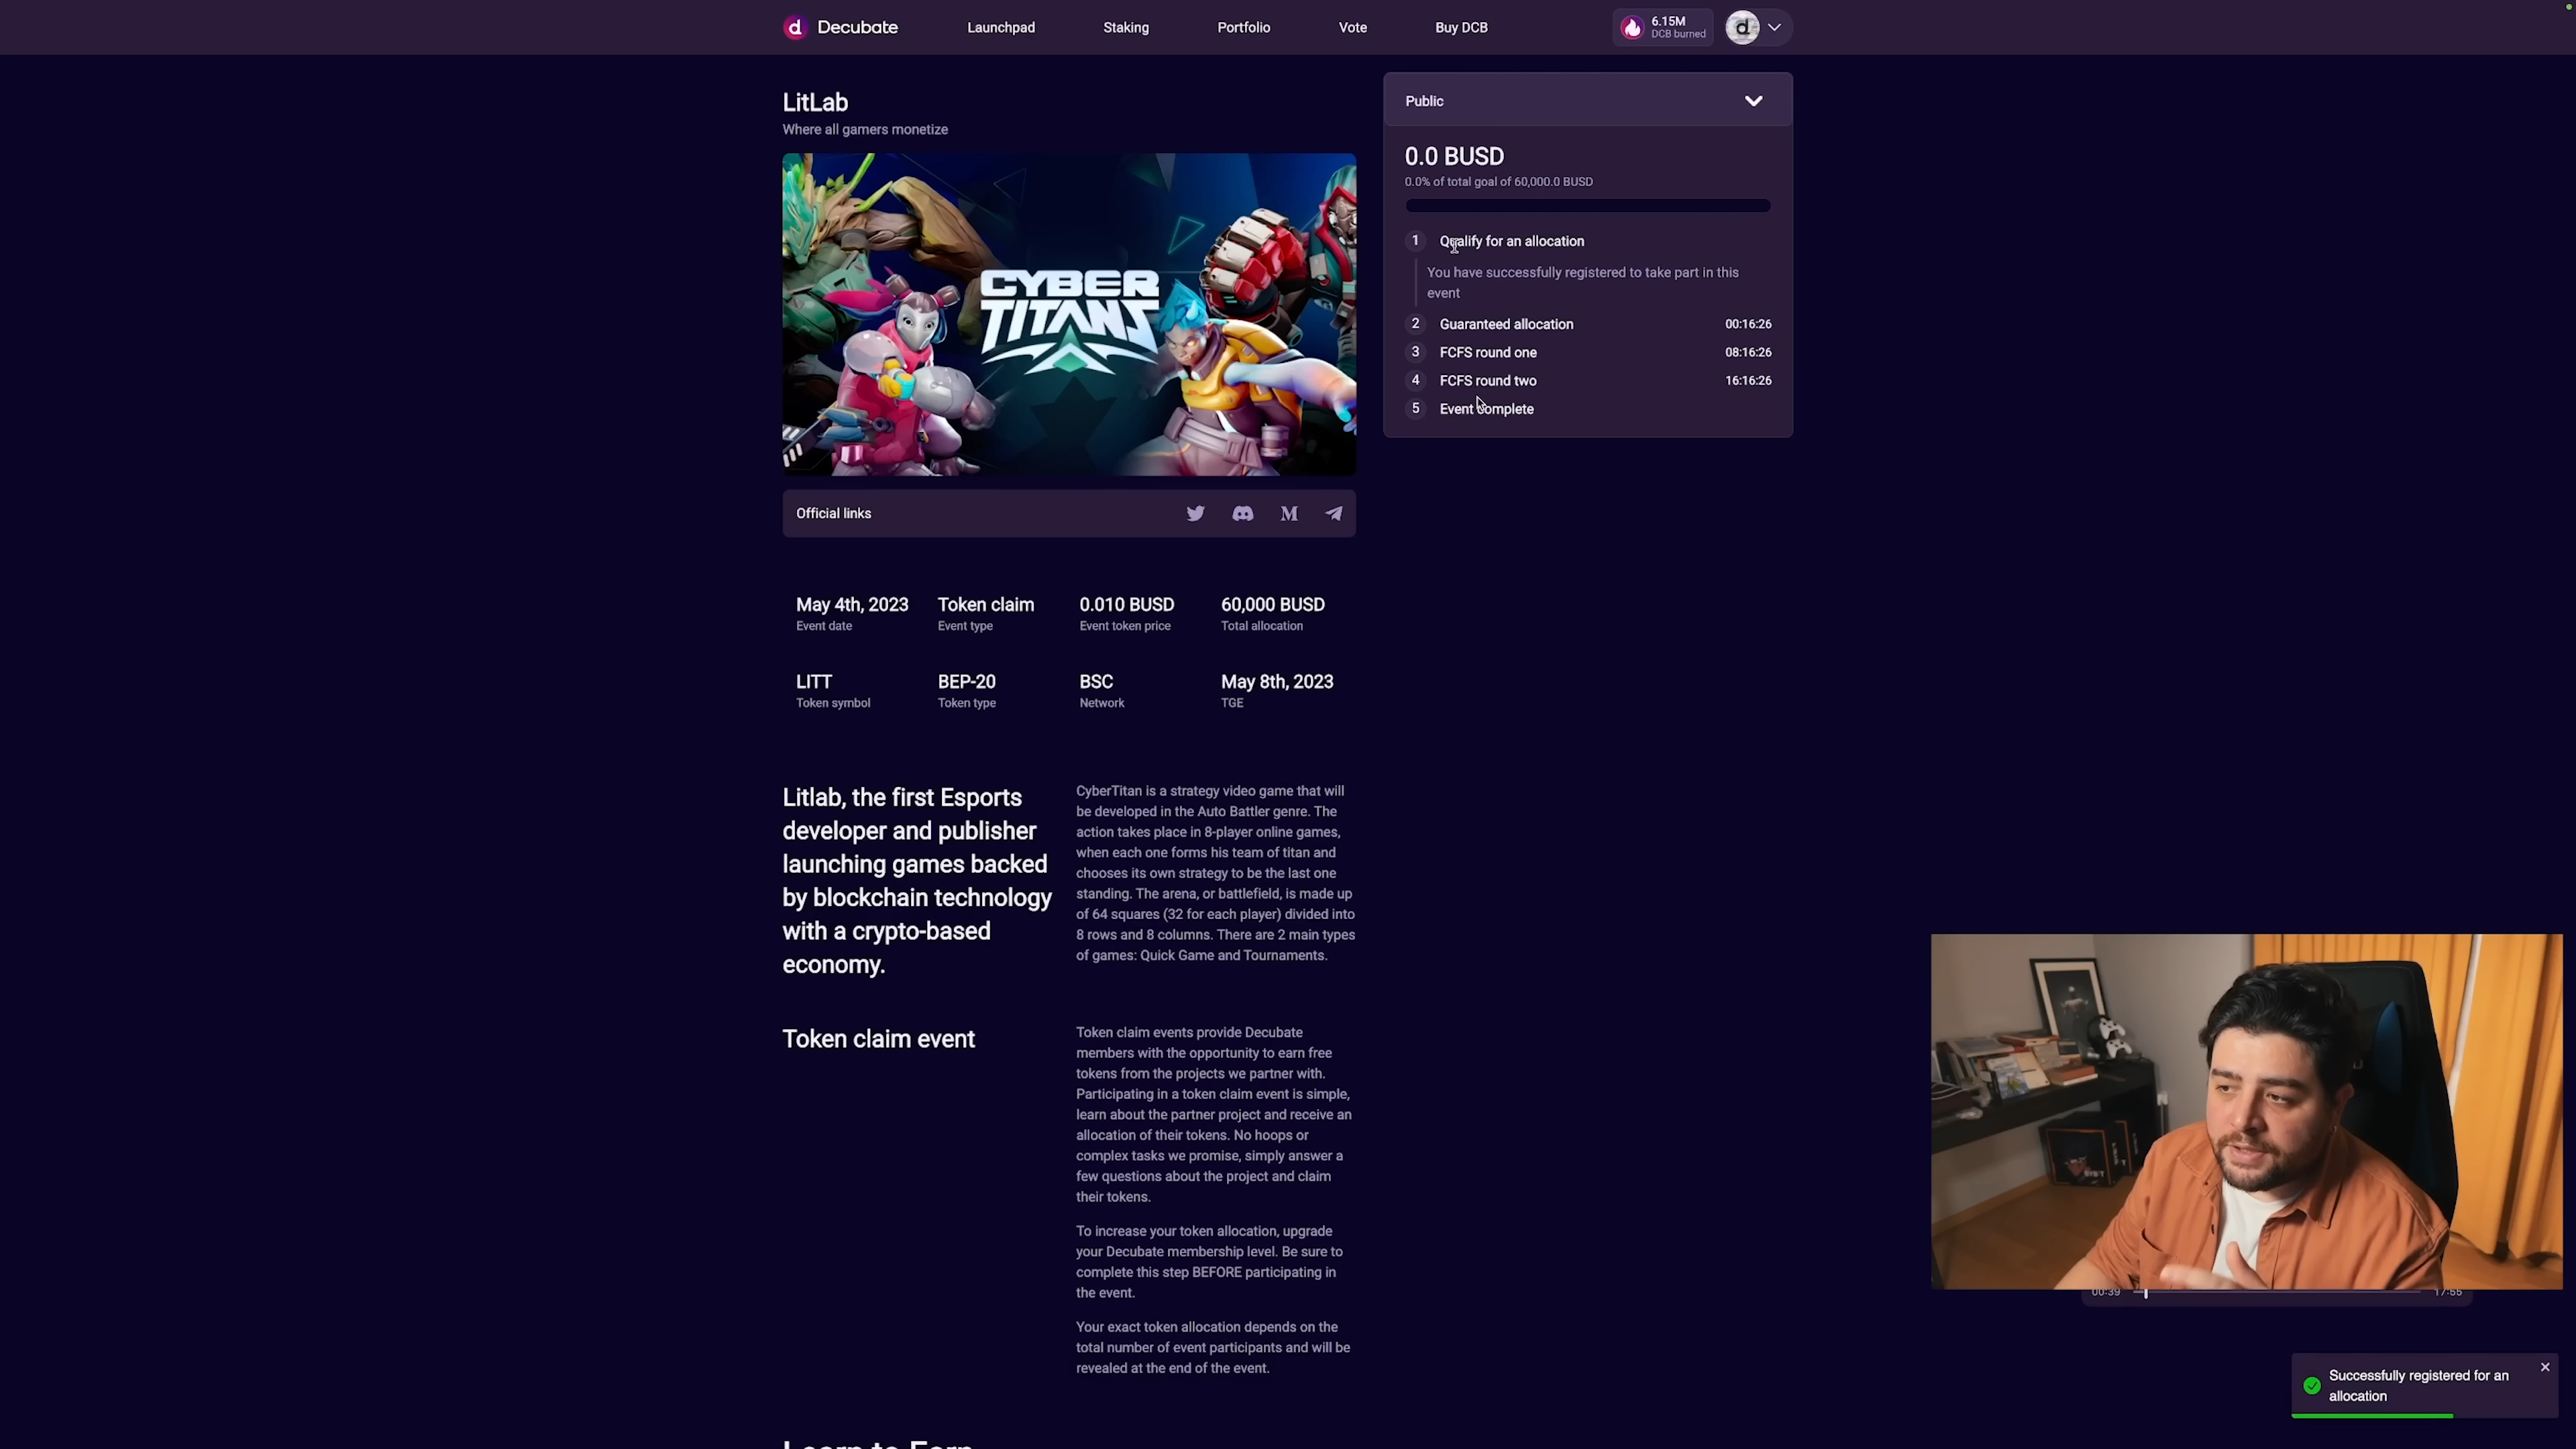 Decubate
Launchpad
Staking
Portfolio
Vote
Buy DCB
6.15M
DCB burned
LitLab
Where all gamers monetize
CYBER
TITANS
Official links
May 4th, 2023
Event date
Token claim
Event type
0.010 BUSD
Event token price
60,000 BUSD
Total allocation
LITT
Token symbol
BEP-20
Token type
BSC
Network
May 8th, 2023
TGE
Litlab, the first Esports
developer and publisher
launching games backed
by blockchain technology
with a crypto-based
economy.
CyberTitan is a strategy video game that will
be developed in the Auto Battler genre. The
action takes place in 8-player online games,
when each one forms his team of titan and
chooses its own strategy to be the last one
standing. The arena, or battlefield, is made up
of 64 squares (32 for each player) divided into
8 rows and 8 columns. There are 2 main types
of games: Quick Game and Tournaments.
Token claim event
Token claim events provide Decubate
members with the opportunity to earn free
tokens from the projects we partner with.
Participating in a token claim event is simple,
learn about the partner project and receive an
allocation of their tokens. No hoops or
complex tasks we promise, simply answer a
few questions about the project and claim
their tokens.
To increase your token allocation, upgrade
your Decubate membership level. Be sure to
complete this step BEFORE participating in
the event.
Your exact token allocation depends on the
total number of event participants and will be
revealed at the end of the event.
Learn to Earn
Public
0.0 BUSD
0.0% of total goal of 60,000.0 BUSD
1 Qualify for an allocation
You have successfully registered to take part in this
event
2 Guaranteed allocation 00:16:26
3 FCFS round one 08:16:26
4 FCFS round two 16:16:26
5 Event complete
00:39
17:55
Successfully registered for an
allocation